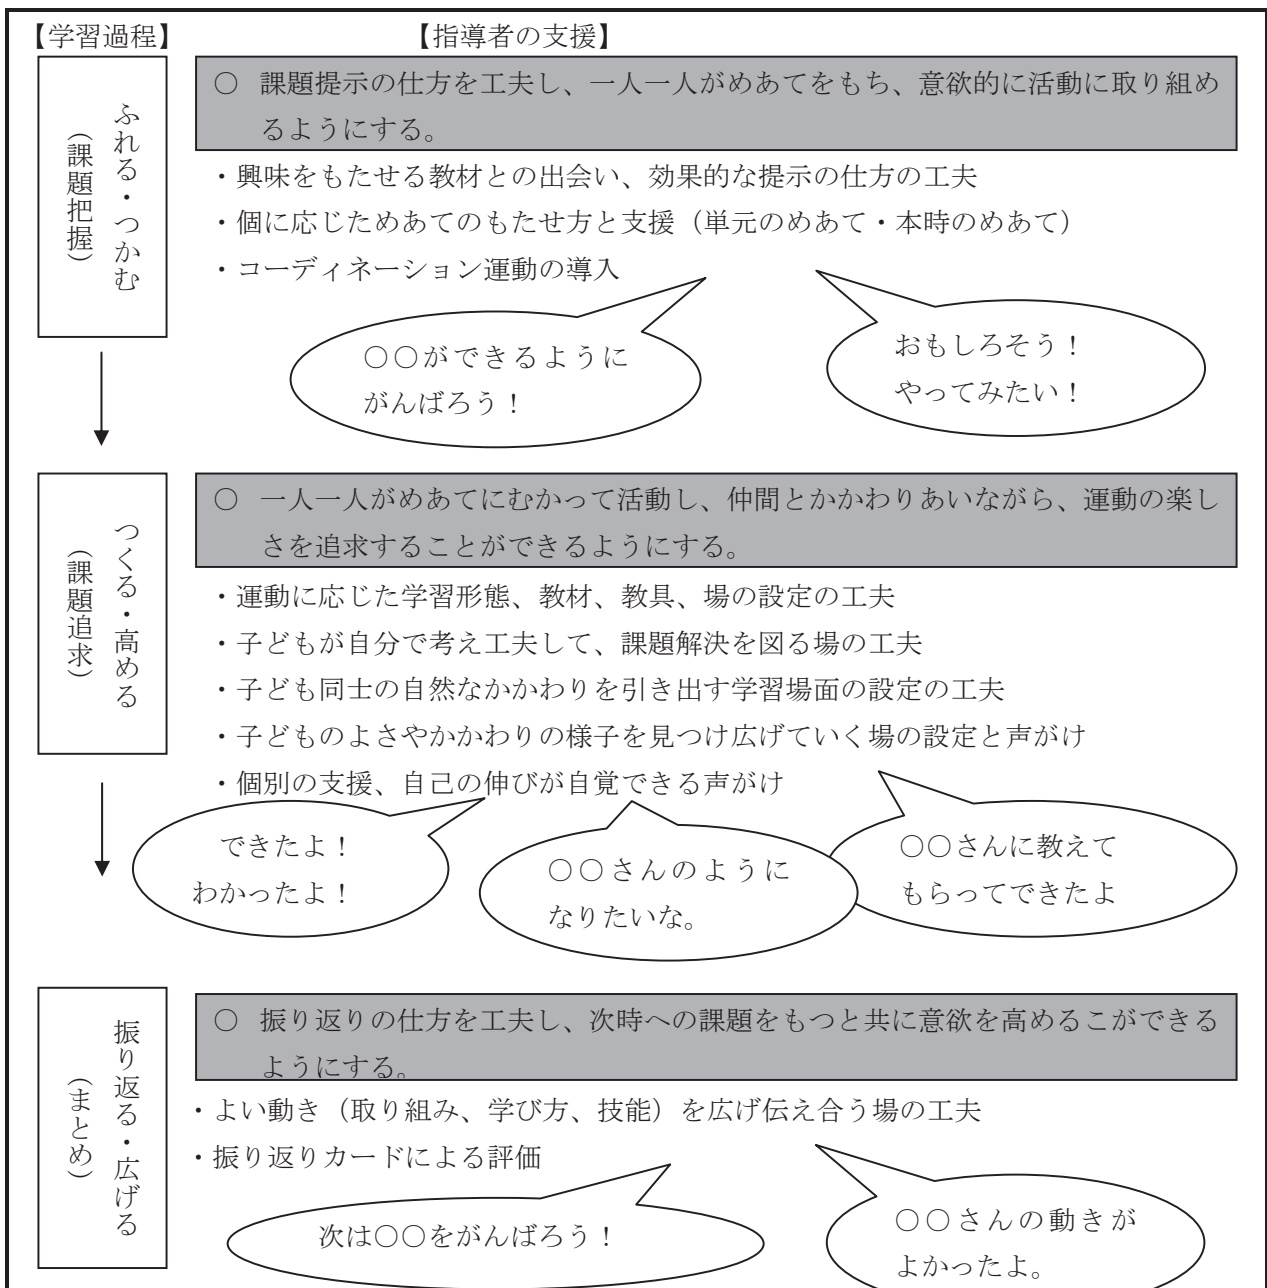 【学習過程】 【指導者の支援】
ふれる・つかむ
（課題把握）
○ 課題提示の仕方を工夫し、一人一人がめあてをもち、意欲的に活動に取り組め
るようにする。
・興味をもたせる教材との出会い、効果的な提示の仕方の工夫
・個に応じためあてのもたせ方と支援（単元のめあて・本時のめあて）
・コーディネーション運動の導入
○○ができるように
がんばろう！
おもしろそう！
やってみたい！
つくる・高める
（課題追求）
○ 一人一人がめあてにむかって活動し、仲間とかかわりあいながら、運動の楽し
さを追求することができるようにする。
・運動に応じた学習形態、教材、教具、場の設定の工夫
・子どもが自分で考え工夫して、課題解決を図る場の工夫
・子ども同士の自然なかかわりを引き出す学習場面の設定の工夫
・子どものよさやかかわりの様子を見つけ広げていく場の設定と声がけ
・個別の支援、自己の伸びが自覚できる声がけ
できたよ！
わかったよ！
○○さんのように
なりたいな。
○○さんに教えて
もらってできたよ
振り返る・広げる
（まとめ）
○ 振り返りの仕方を工夫し、次時への課題をもつと共に意欲を高めるこができる
ようにする。
・よい動き（取り組み、学び方、技能）を広げ伝え合う場の工夫
・振り返りカードによる評価
次は○○をがんばろう！
○○さんの動きが
よかったよ。